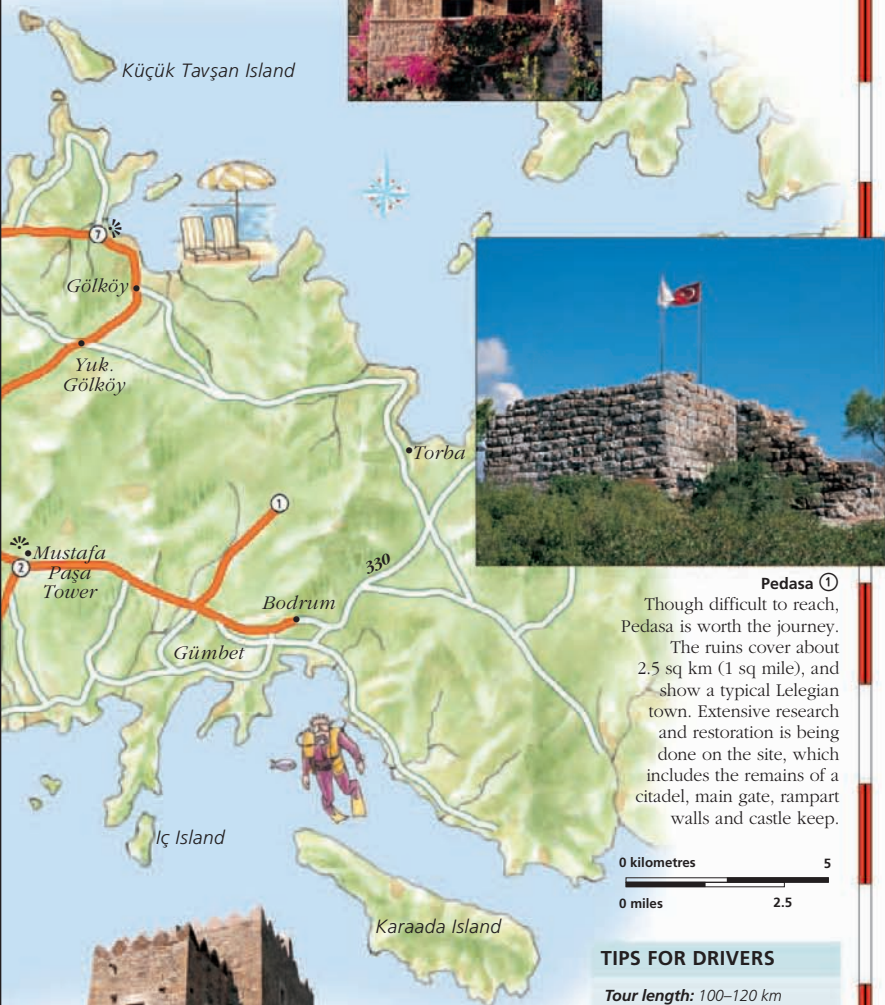 Küçük Tavşan Island
7
Gölköy
Yuk.
Gölköy
Torba
1
330
2
Mustafa
Paşa
Tower
Bodrum
Gümbet
Pedasa 1
Though difficult to reach,
Pedasa is worth the journey.
The ruins cover about
2.5 sq km (1 sq mile), and
show a typical Lelegian
town. Extensive research
and restoration is being
done on the site, which
includes the remains of a
citadel, main gate, rampart
walls and castle keep.
Iç Island
0 kilometres 5
0 miles 2.5
Karaada Island
TIPS FOR DRIVERS
Tour length: 100–120 km